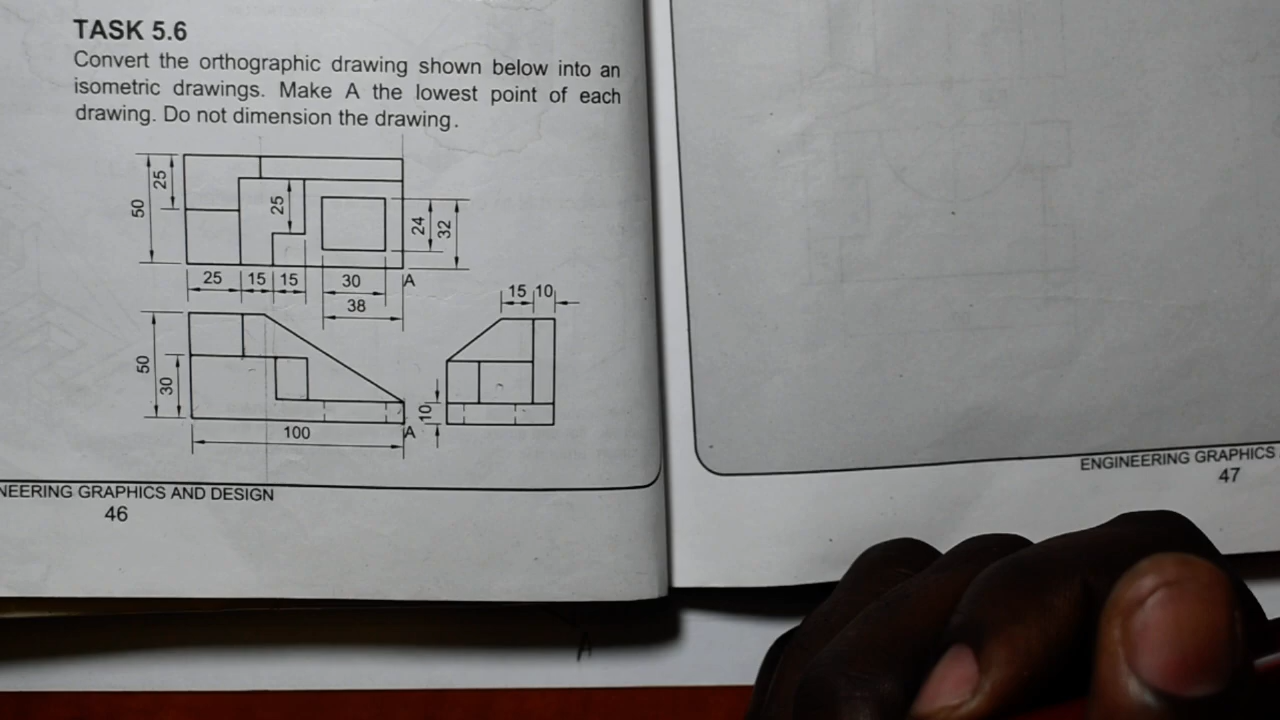 TASK 5.6
Convert the orthographic drawing shown below into an
isometric drawings. Make A the lowest point of each
drawing. Do not dimension the drawing.
25
50
25
24
32
25
15
15
30
A
38
15
10
50
30
10
100
A
NEERING GRAPHICS AND DESIGN
46
ENGINEERING GRAPHICS
47
A